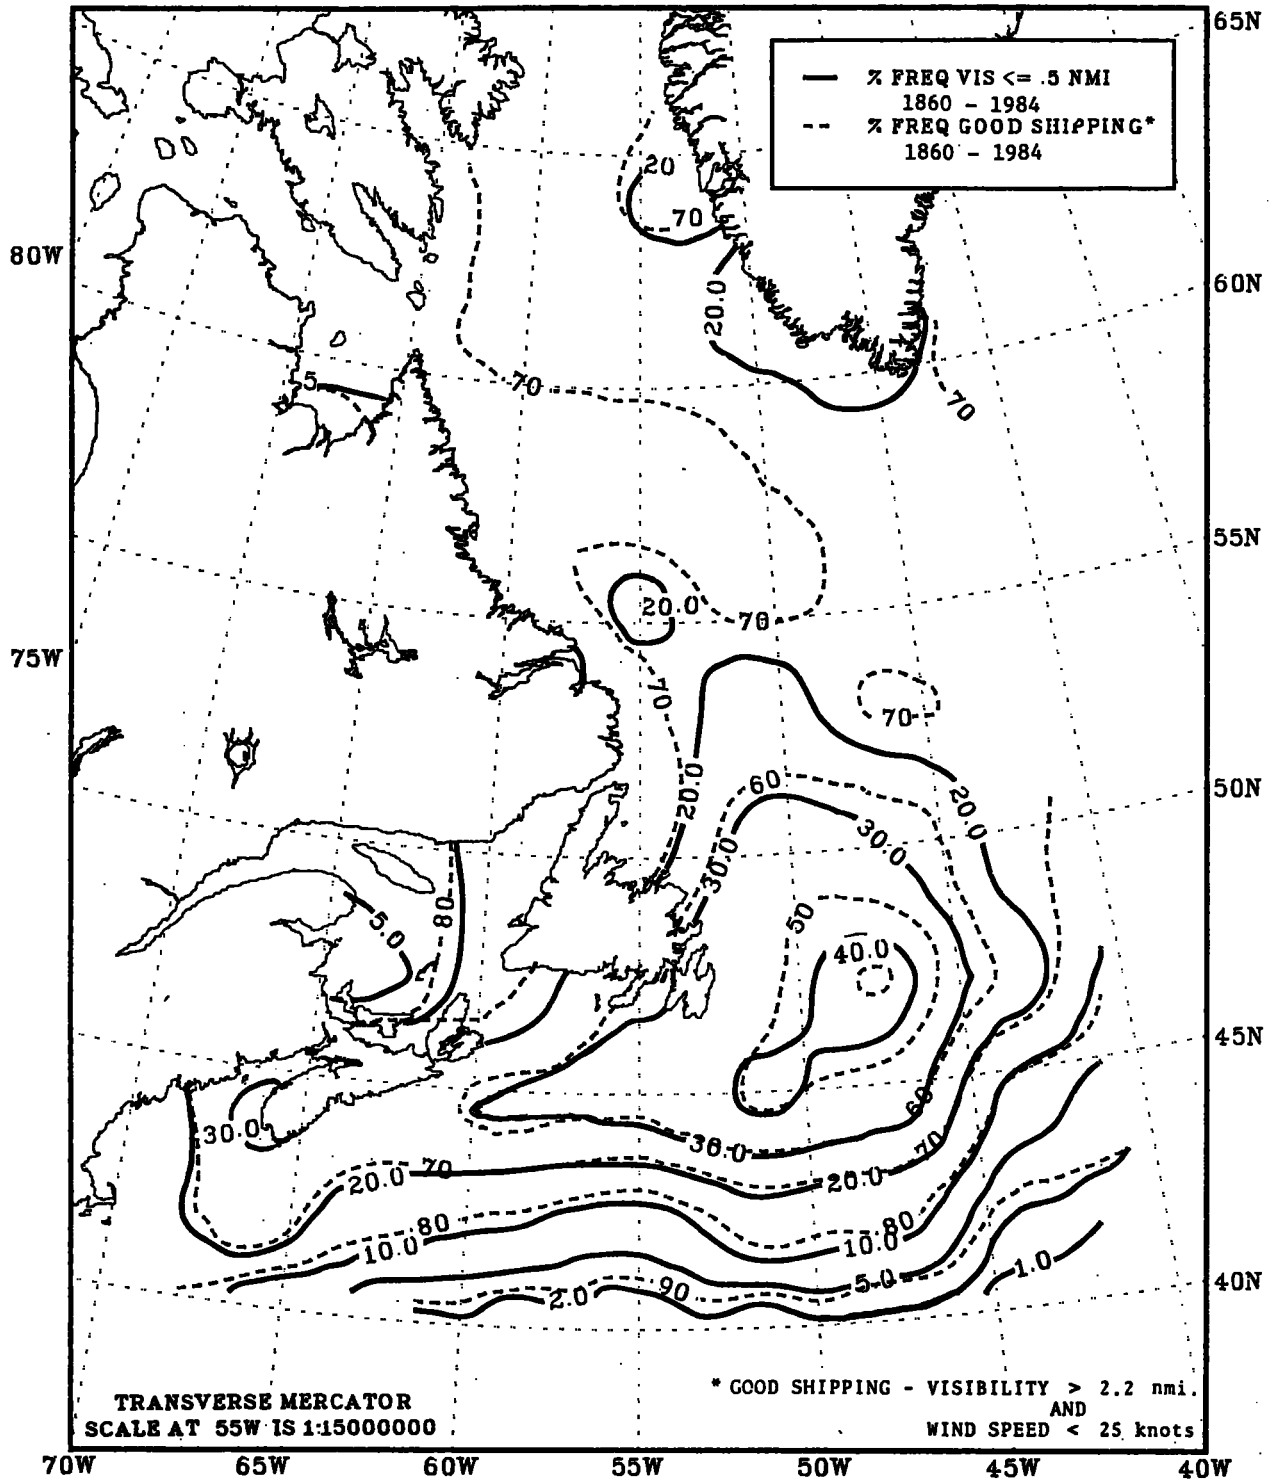 65N
% FREQ VIS <= .5 NMI
1860 - 1984
% FREQ GOOD SHIPPING*
1860 - 1984
20
70
80W
60N
20.0
5
70
70
55N
20.0
70
75W
70
70
20.0
60
20.0
50N
30.0
30.0
80
5.0
50
40.0
45N
60
30.0
30.0
70
70
20.0
20.0
80
80
10.0
10.0
5.0
1.0
90
2.0
40N
TRANSVERSE MERCATOR
SCALE AT 55W IS 1:15000000
* GOOD SHIPPING - VISIBILITY > 2.2 nmi.
AND
WIND SPEED < 25 knots
70W 65W 60W 55W 50W 45W 40W